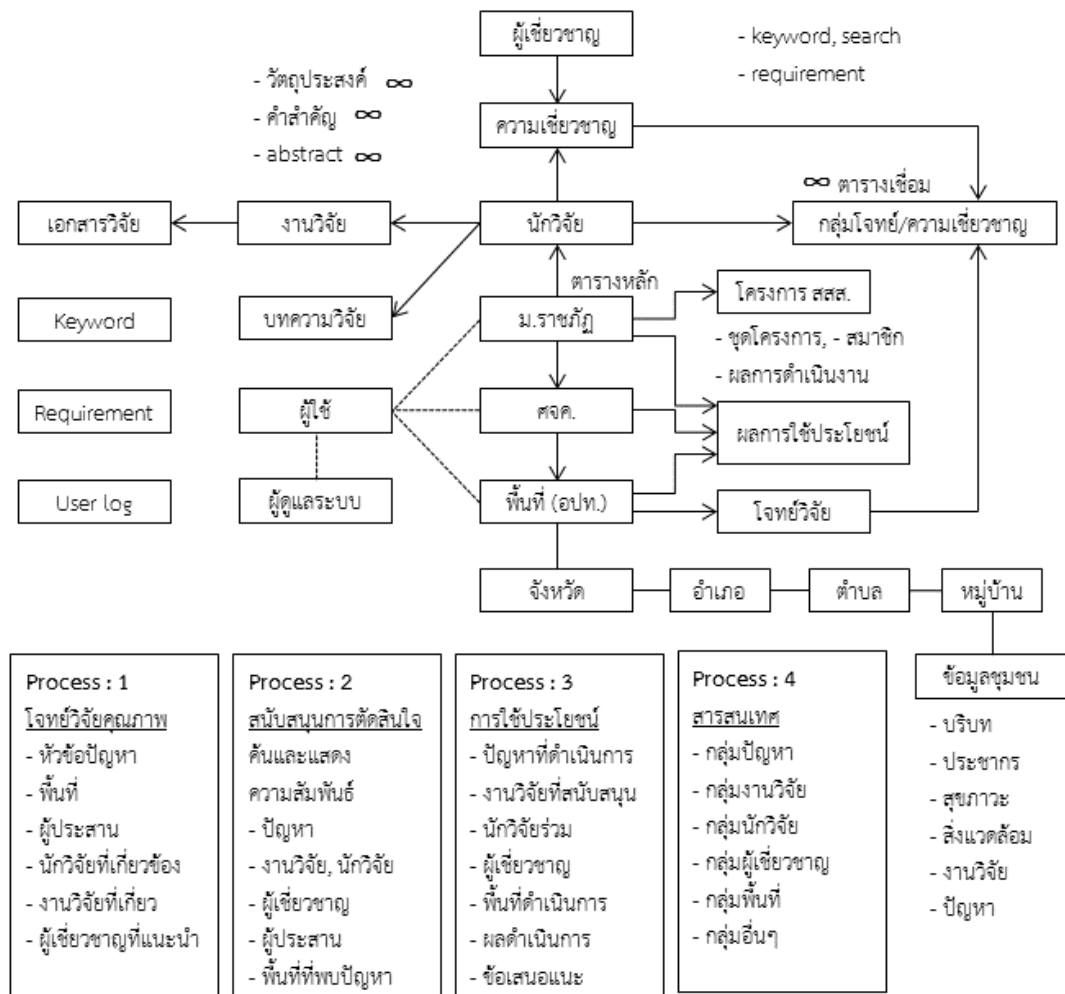 ผู้เชี่ยวชาญ
- keyword, search
- requirement
- วัตถุประสงค์ ∞
- คำสำคัญ ∞
- abstract ∞
ความเชี่ยวชาญ
∞ ตารางเชื่อม
เอกสารวิจัย
งานวิจัย
นักวิจัย
กลุ่มโจทย์/ความเชี่ยวชาญ
ตารางหลัก
Keyword
บทความวิจัย
ม.ราชภัฏ
โครงการ สสส.
- ชุดโครงการ, - สมาชิก
- ผลการดำเนินงาน
Requirement
ผู้ใช้
ศจค.
ผลการใช้ประโยชน์
User log
ผู้ดูแลระบบ
พื้นที่ (อปท.)
โจทย์วิจัย
จังหวัด
อำเภอ
ตำบล
หมู่บ้าน
ข้อมูลชุมชน
- บริบท
- ประชากร
- สุขภาวะ
- สิ่งแวดล้อม
- งานวิจัย
- ปัญหา
Process : 1
โจทย์วิจัยคุณภาพ
- หัวข้อปัญหา
- พื้นที่
- ผู้ประสาน
- นักวิจัยที่เกี่ยวข้อง
- งานวิจัยที่เกี่ยว
- ผู้เชี่ยวชาญที่แนะนำ
Process : 2
สนับสนุนการตัดสินใจ
ค้นและแสดง
ความสัมพันธ์
- ปัญหา
- งานวิจัย, นักวิจัย
- ผู้เชี่ยวชาญ
- ผู้ประสาน
- พื้นที่ที่พบปัญหา
Process : 3
การใช้ประโยชน์
- ปัญหาที่ดำเนินการ
- งานวิจัยที่สนับสนุน
- นักวิจัยร่วม
- ผู้เชี่ยวชาญ
- พื้นที่ดำเนินการ
- ผลดำเนินการ
- ข้อเสนอแนะ
Process : 4
สารสนเทศ
- กลุ่มปัญหา
- กลุ่มงานวิจัย
- กลุ่มนักวิจัย
- กลุ่มผู้เชี่ยวชาญ
- กลุ่มพื้นที่
- กลุ่มอื่นๆ